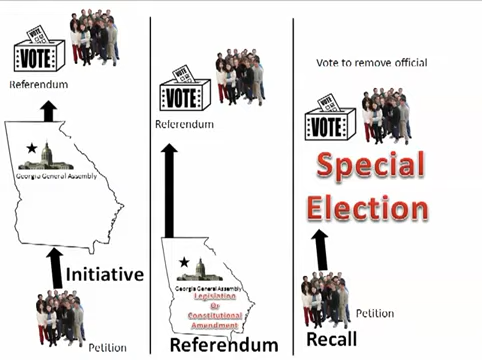 VOTE
Referendum
Georgia General Assembly
Initiative
Petition
VOTE
Referendum
Georgia General Assembly
Legislation
Or
Constitutional
Amendment
Referendum
Vote to remove official
VOTE
Special
Election
Petition
Recall